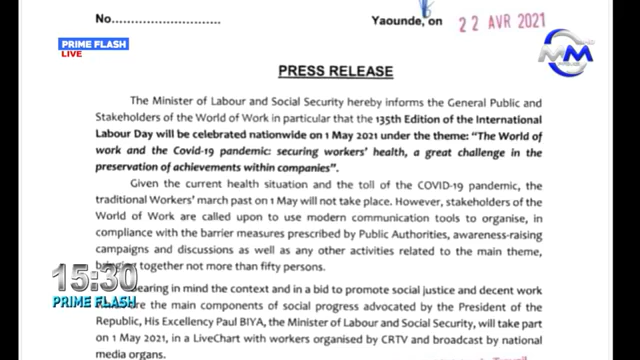 No
Yaounde, on 22 AVR 2021
PRIME FLASH
LIVE
MM
PRESS RELEASE
The Minister of Labour and Social Security hereby informs the General Public and
Stakeholders of the World of Work in particular that the 135th Edition of the International
Labour Day will be celebrated nationwide on 1 May 2021 under the theme: "The World of
work and the Covid-19 pandemic: securing workers' health, a great challenge in the
preservation of achievements within companies".
Given the current health situation and the toll of the COVID-19 pandemic, the
traditional Workers' march past on 1 May will not take place. However, stakeholders of the
World of Work are called upon to use modern communication tools to organise, in
compliance with the barrier measures prescribed by Public Authorities, awareness-raising
campaigns and discussions as well as any other activities related to the main theme,
together not more than fifty persons.
15:30
PRIME FLASH
in mind the context and in a bid to promote social justice and decent work
the main components of social progress advocated by the President of the
Republic, His Excellency Paul BIYA, the Minister of Labour and Social Security, will take part
on 1 May 2021, in a LiveChart with workers organised by CRTV and broadcast by national
media organs.